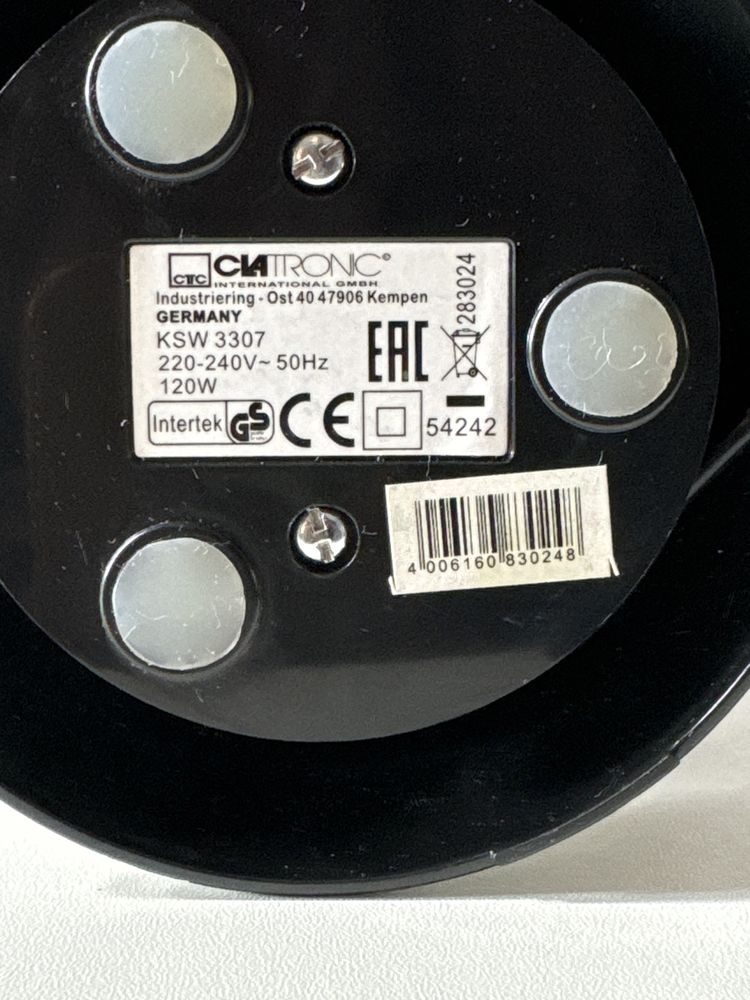 CTC CLATRONIC®
INTERNATIONAL GMBH
Industriering - Ost 40 47906 Kempen
GERMANY
KSW 3307
220-240V~ 50Hz
120W
283024
EAC
Intertek GS CE 54242
4 006160 830248